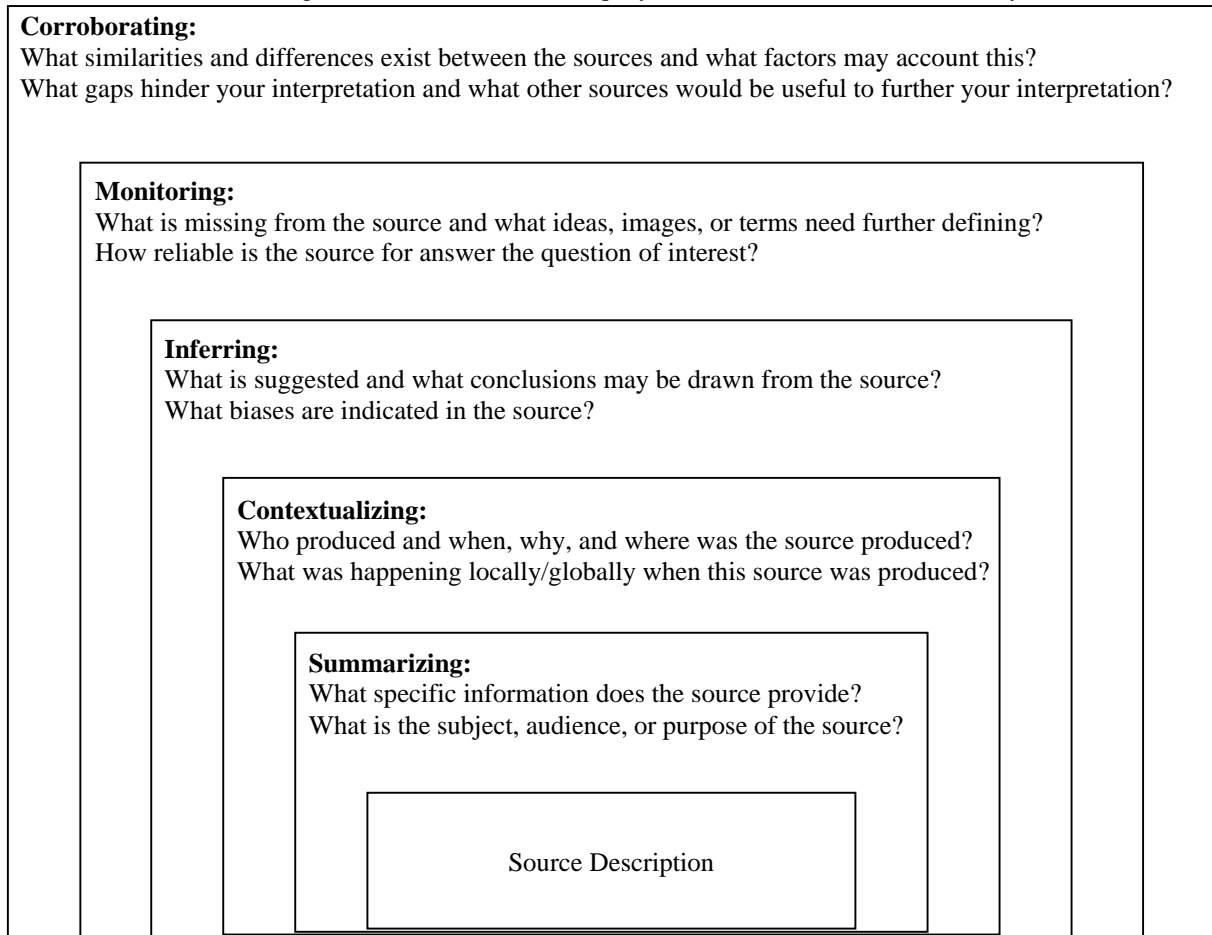 Corroborating:
What similarities and differences exist between the sources and what factors may account this?
What gaps hinder your interpretation and what other sources would be useful to further your interpretation?
Monitoring:
What is missing from the source and what ideas, images, or terms need further defining?
How reliable is the source for answer the question of interest?
Inferring:
What is suggested and what conclusions may be drawn from the source?
What biases are indicated in the source?
Contextualizing:
Who produced and when, why, and where was the source produced?
What was happening locally/globally when this source was produced?
Summarizing:
What specific information does the source provide?
What is the subject, audience, or purpose of the source?
Source Description